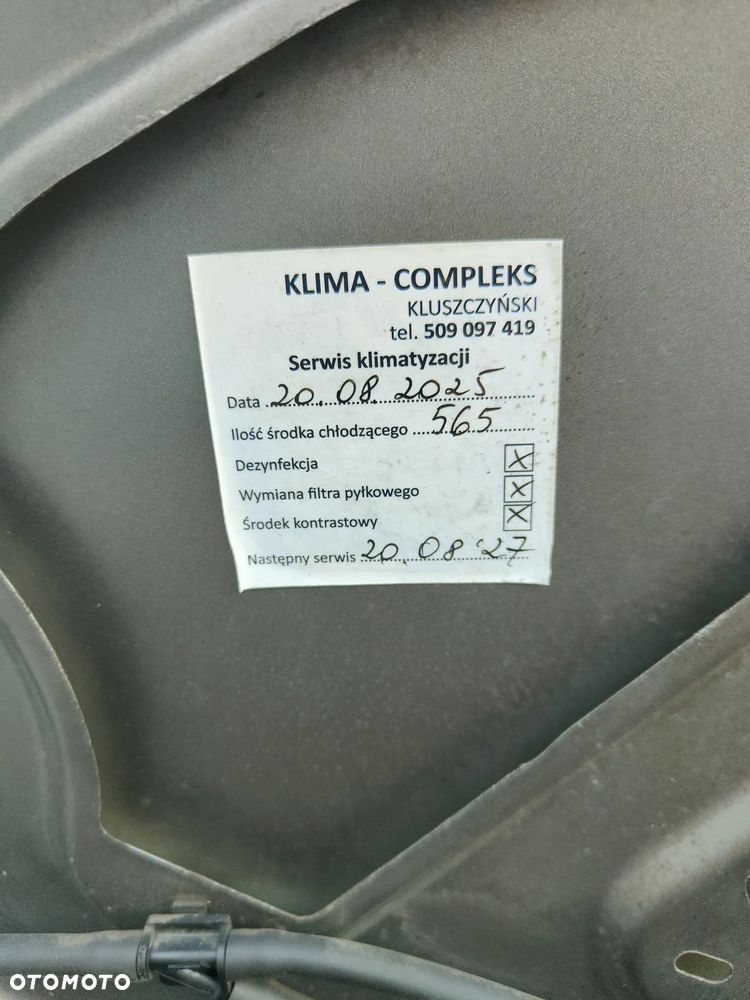 KLIMA - COMPLEKS
KLUSZCZYŃSKI
tel. 509 097 419
Serwis klimatyzacji
Data 20.08.2025
Ilość środka chłodzącego 565
Dezynfekcja X
Wymiana filtra pyłkowego X
Środek kontrastowy X
Następny serwis 20.08'27
OTOMOTO